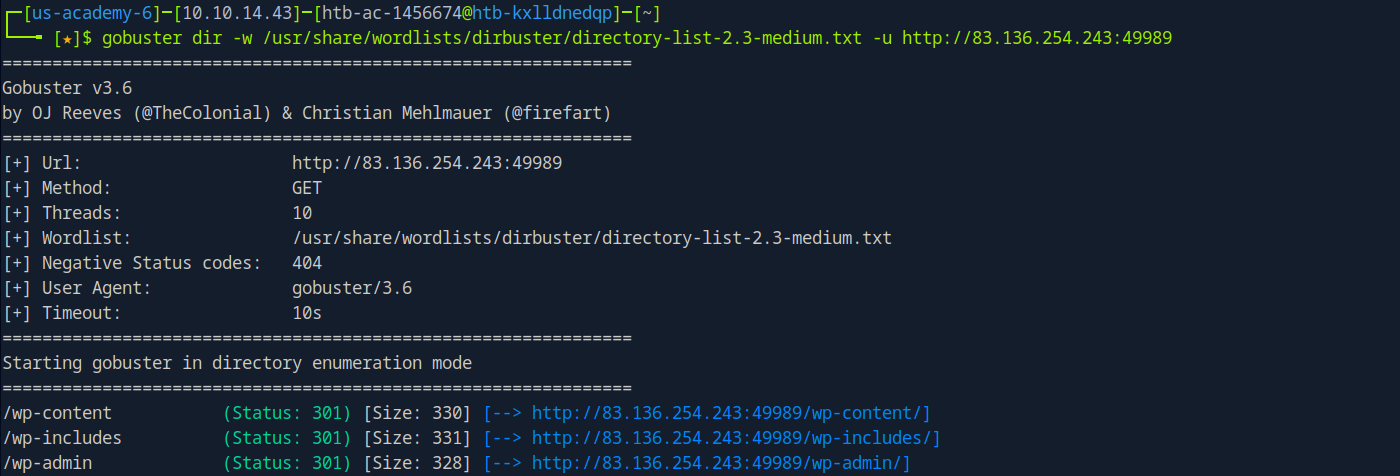 ┌─[us-academy-6]─[10.10.14.43]─[htb-ac-1456674@htb-kxlldnedqp]─[~]
└──╼ [★]$ gobuster dir -w /usr/share/wordlists/dirbuster/directory-list-2.3-medium.txt -u http://83.136.254.243:49989
===============================================================
Gobuster v3.6
by OJ Reeves (@TheColonial) & Christian Mehlmauer (@firefart)
===============================================================
[+] Url:                     http://83.136.254.243:49989
[+] Method:                  GET
[+] Threads:                 10
[+] Wordlist:                /usr/share/wordlists/dirbuster/directory-list-2.3-medium.txt
[+] Negative Status codes:   404
[+] User Agent:              gobuster/3.6
[+] Timeout:                 10s
===============================================================
Starting gobuster in directory enumeration mode
===============================================================
/wp-content           (Status: 301) [Size: 330] [--> http://83.136.254.243:49989/wp-content/]
/wp-includes          (Status: 301) [Size: 331] [--> http://83.136.254.243:49989/wp-includes/]
/wp-admin             (Status: 301) [Size: 328] [--> http://83.136.254.243:49989/wp-admin/]